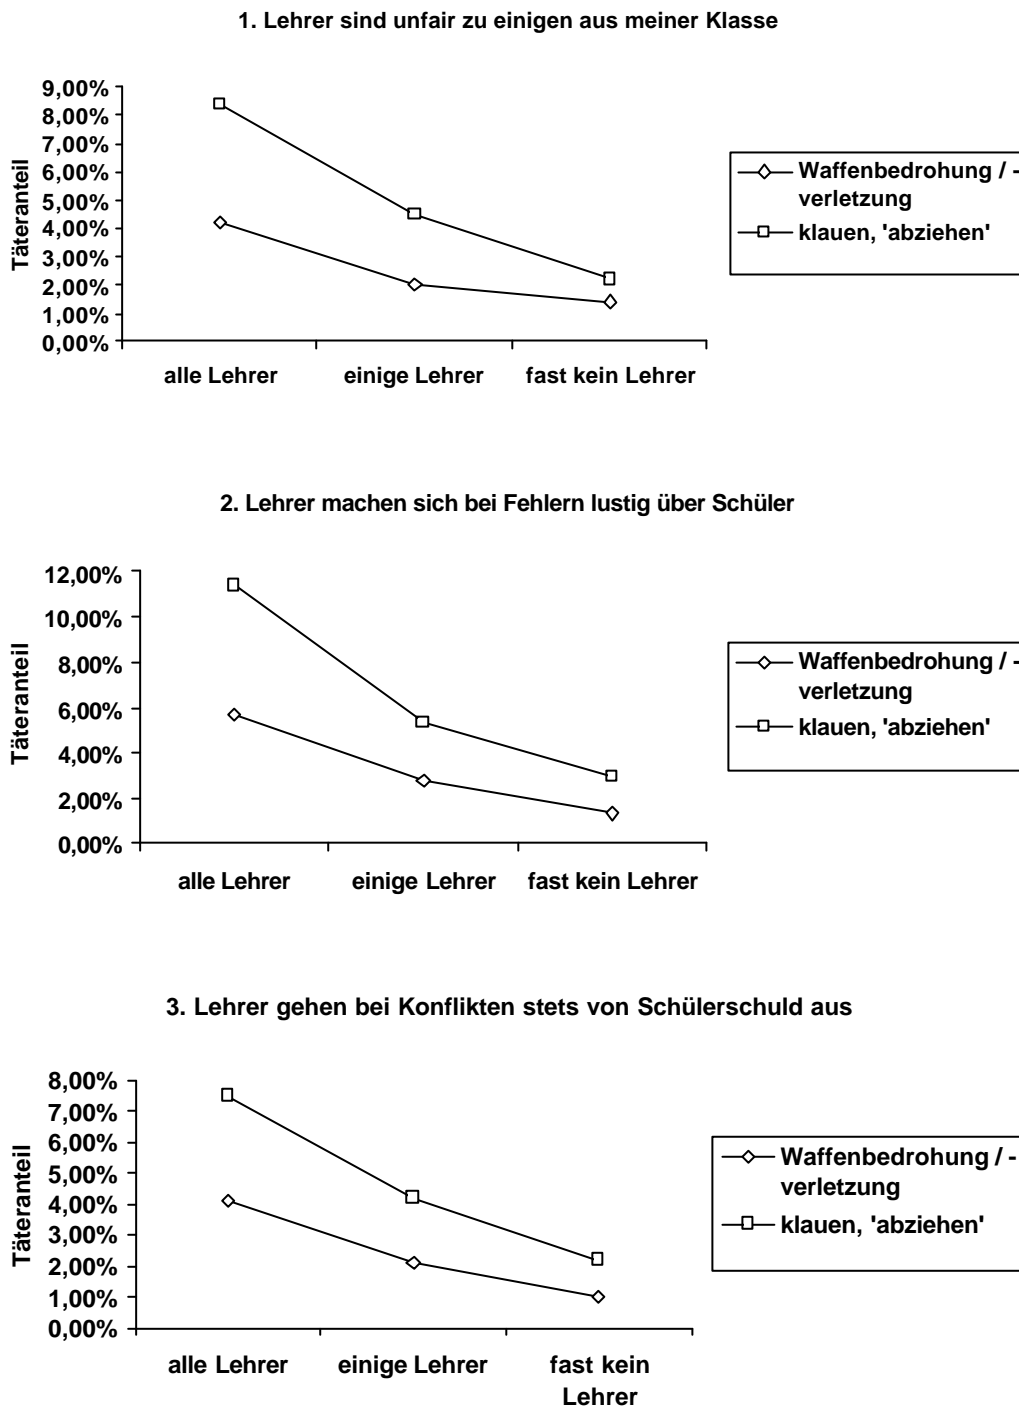 1. Lehrer sind unfair zu einigen aus meiner Klasse
9,00%
8,00%
7,00%
6,00%
5,00%
4,00%
3,00%
2,00%
1,00%
0,00%
Täteranteil
alle Lehrer
einige Lehrer
fast kein Lehrer
Waffenbedrohung / -
verletzung
klauen, 'abziehen'
2. Lehrer machen sich bei Fehlern lustig über Schüler
12,00%
10,00%
8,00%
6,00%
4,00%
2,00%
0,00%
Täteranteil
alle Lehrer
einige Lehrer
fast kein Lehrer
Waffenbedrohung / -
verletzung
klauen, 'abziehen'
3. Lehrer gehen bei Konflikten stets von Schülerschuld aus
8,00%
7,00%
6,00%
5,00%
4,00%
3,00%
2,00%
1,00%
0,00%
Täteranteil
alle Lehrer
einige Lehrer
fast kein
Lehrer
Waffenbedrohung / -
verletzung
klauen, 'abziehen'